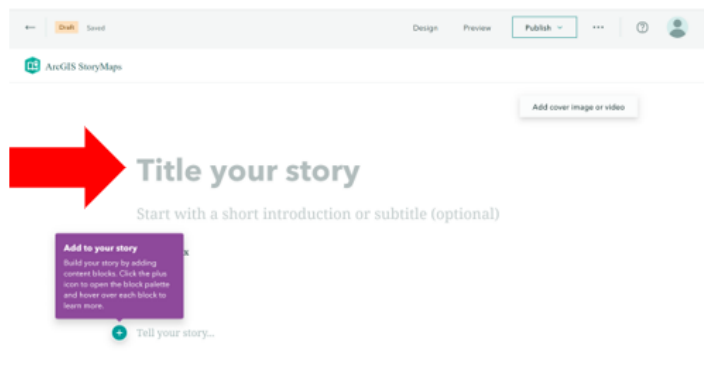 Draft Saved Design Preview Publish
ArcGIS StoryMaps
Add cover image or video
Title your story
Start with a short introduction or subtitle (optional)
x
Add to your story
Build your story by adding
content blocks. Click the plus
icon to open the block palette
and hover over each block to
learn more.
Tell your story...